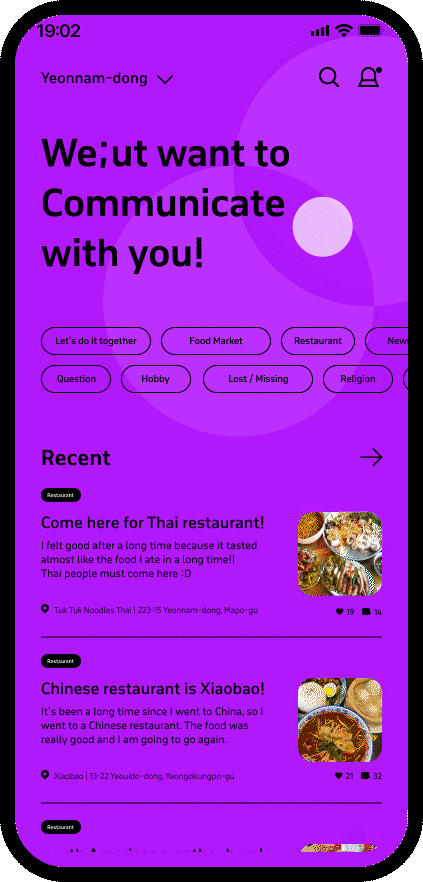 19:02
Yeonnam-dong
We;ut want to
Communicate
with you!
Let's do it together
Food Market
Restaurant
News
Question
Hobby
Lost / Missing
Religion
Recent
Restaurant
Come here for Thai restaurant!
I felt good after a long time because it tasted
almost like the food I ate in a long time!!
Thai people must come here :D
Tuk Tuk Noodles Thai | 223-15 Yeonnam-dong, Mapo-gu
19
14
Restaurant
Chinese restaurant is Xiaobao!
It's been a long time since I went to China, so I
went to a Chinese restaurant. The food was
really good and I am going to go again.
Xiaobao | 13-22 Yeouido-dong, Yeongdeungpo-gu
21
32
Restaurant